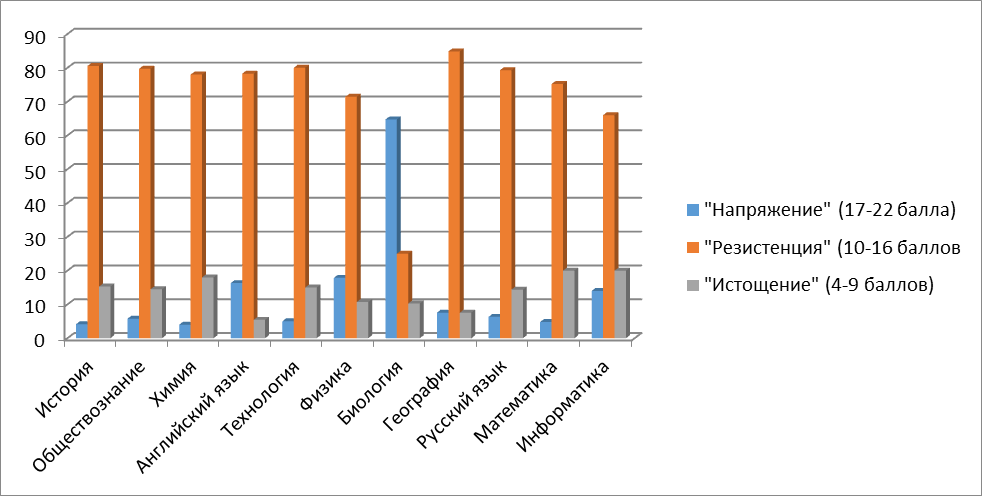 90
80
70
60
50
40
30
20
10
0
История
Обществознание
Химия
Английский язык
Технология
Физика
Биология
География
Русский язык
Математика
Информатика
"Напряжение" (17-22 балла)
"Резистенция" (10-16 баллов
"Истощение" (4-9 баллов)